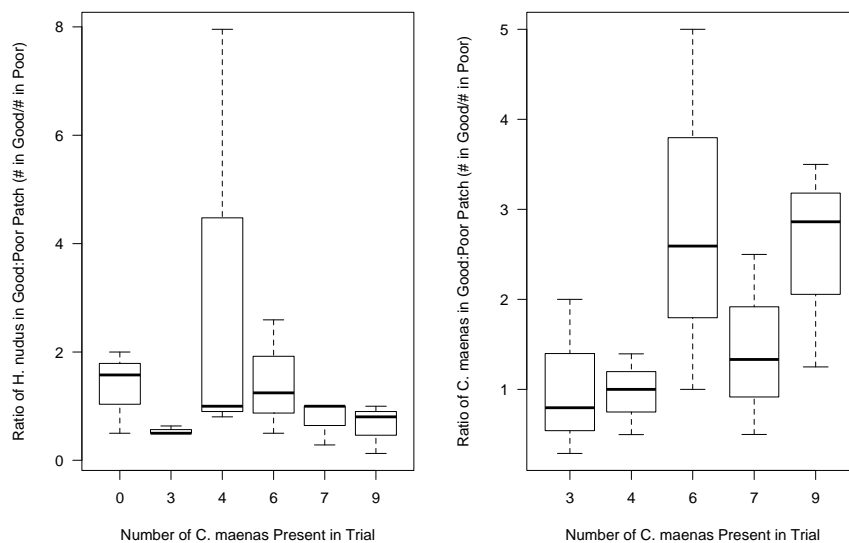 Ratio of H. nudus in Good:Poor Patch (# in Good/# in Poor)
8
6
4
2
0
0 3 4 6 7 9
Number of C. maenas Present in Trial
Ratio of C. maenas in Good:Poor Patch (# in Good/# in Poor)
5
4
3
2
1
3 4 6 7 9
Number of C. maenas Present in Trial